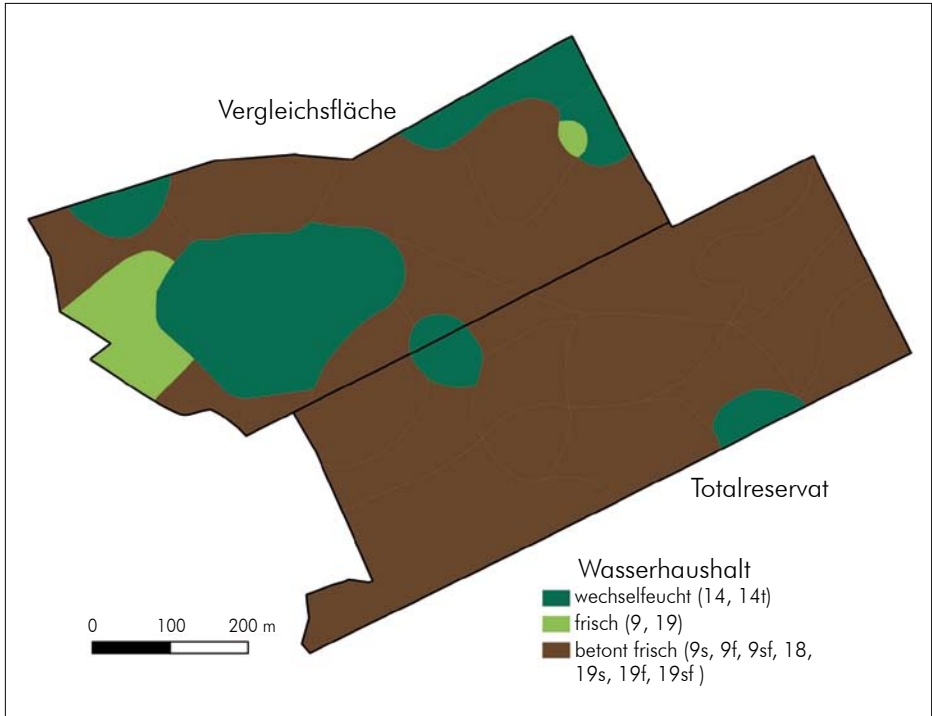 Vergleichsfläche
Totalreservat
Wasserhaushalt
wechselfeucht (14, 14t)
frisch (9, 19)
betont frisch (9s, 9f, 9sf, 18,
19s, 19f, 19sf )
0 100 200 m